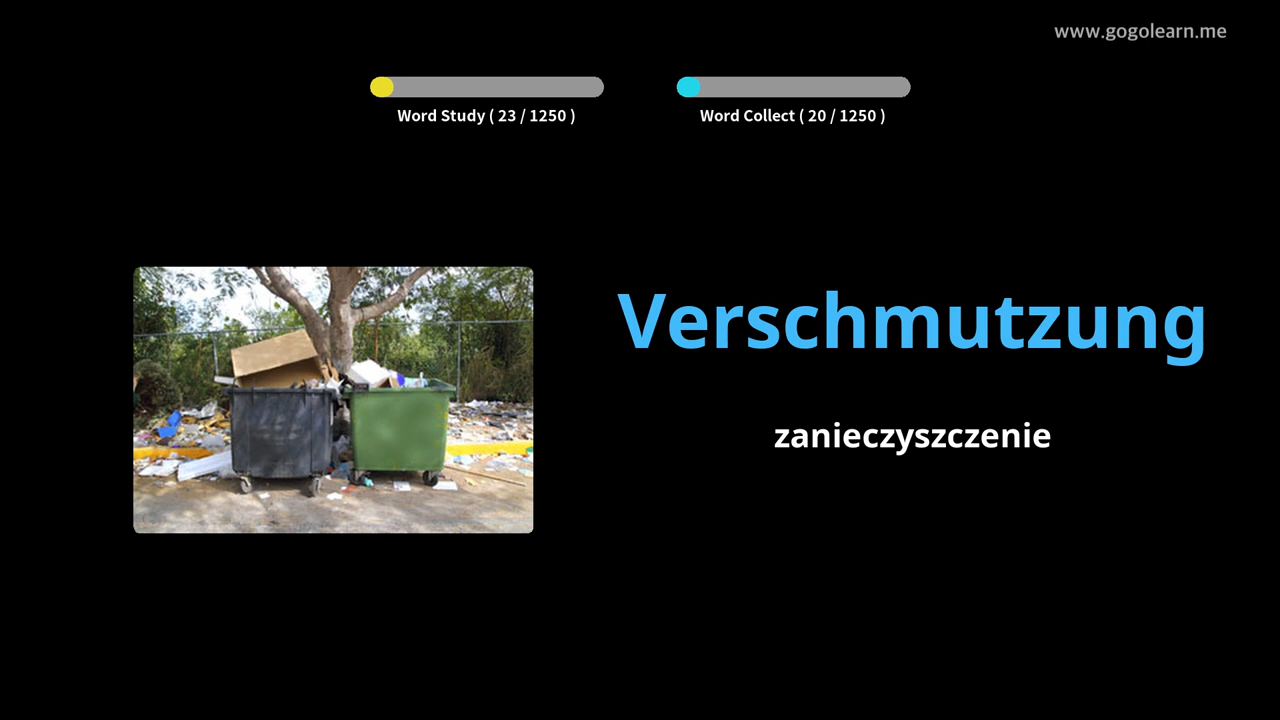 www.gogolearn.me
Word Study ( 23 / 1250 )
Word Collect ( 20 / 1250 )
Verschmutzung
zanieczyszczenie